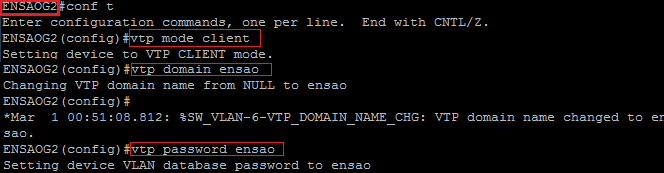 ENSAOG2#conf t
Enter configuration commands, one per line.  End with CNTL/Z.
ENSAOG2(config)#vtp mode client
Setting device to VTP CLIENT mode.
ENSAOG2(config)#vtp domain ensao
Changing VTP domain name from NULL to ensao
ENSAOG2(config)#
*Mar  1 00:51:08.812: %SW_VLAN-6-VTP_DOMAIN_NAME_CHG: VTP domain name changed to en
sao.
ENSAOG2(config)#vtp password ensao
Setting device VLAN database password to ensao